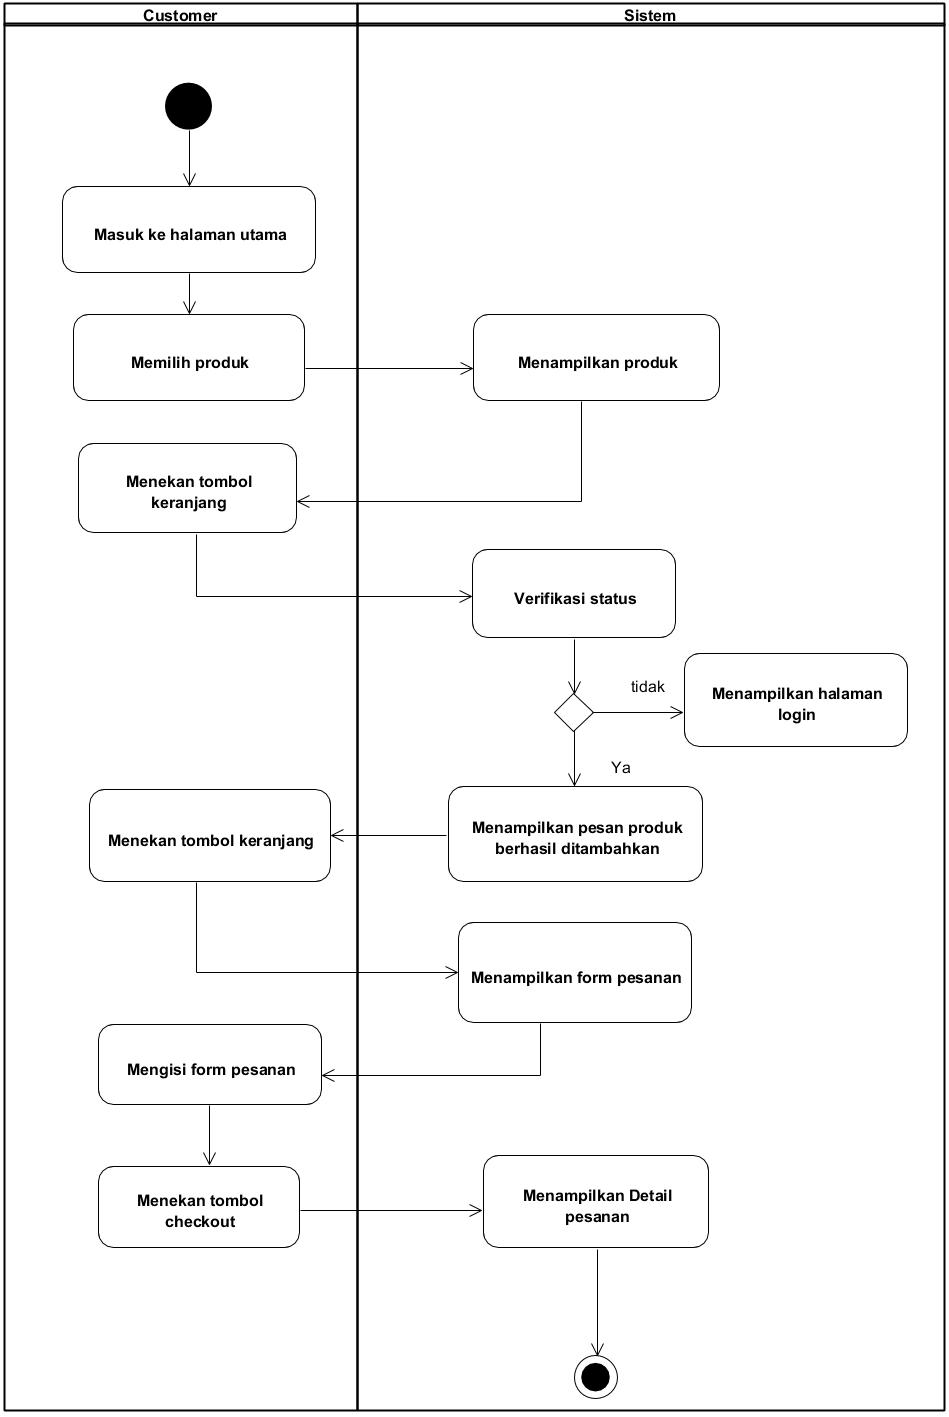 Customer
Sistem
Masuk ke halaman utama
Memilih produk
Menampilkan produk
Menekan tombol
keranjang
Verifikasi status
tidak
Menampilkan halaman
login
Ya
Menampilkan pesan produk
berhasil ditambahkan
Menekan tombol keranjang
Menampilkan form pesanan
Mengisi form pesanan
Menekan tombol
checkout
Menampilkan Detail
pesanan